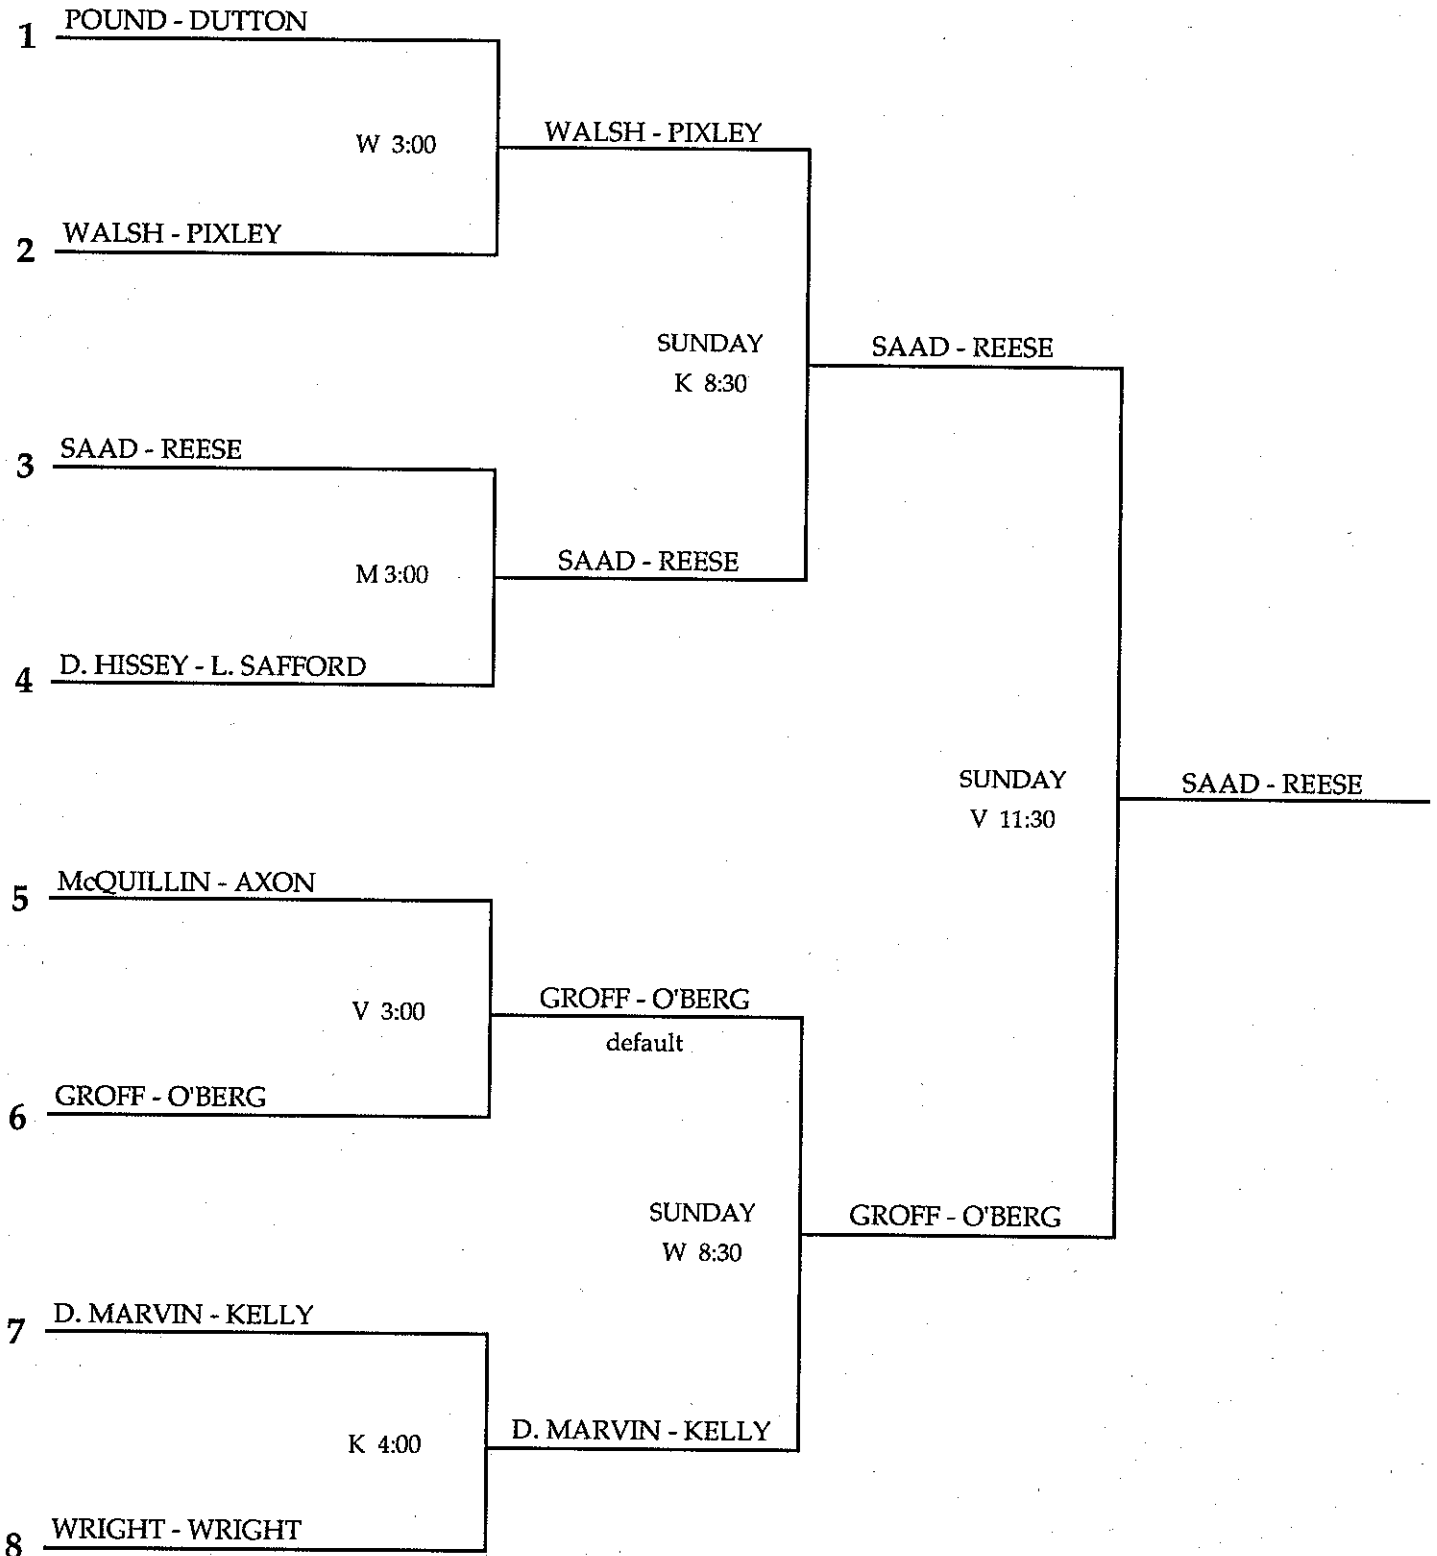 1 POUND - DUTTON
W 3:00
WALSH - PIXLEY
2 WALSH - PIXLEY
SUNDAY
K 8:30
SAAD - REESE
3 SAAD - REESE
M 3:00
SAAD - REESE
4 D. HISSEY - L. SAFFORD
SUNDAY
V 11:30
SAAD - REESE
5 McQUILLIN - AXON
V 3:00
GROFF - O'BERG
default
6 GROFF - O'BERG
SUNDAY
W 8:30
GROFF - O'BERG
7 D. MARVIN - KELLY
K 4:00
D. MARVIN - KELLY
8 WRIGHT - WRIGHT